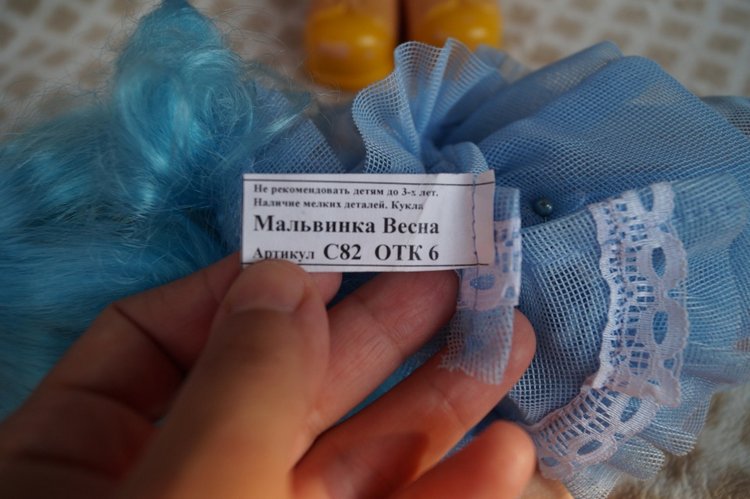 Не рекомендовать детям до 3-х лет.
Наличие мелких деталей. Кукла
Мальвинка Весна
Артикул С82 ОТК 6